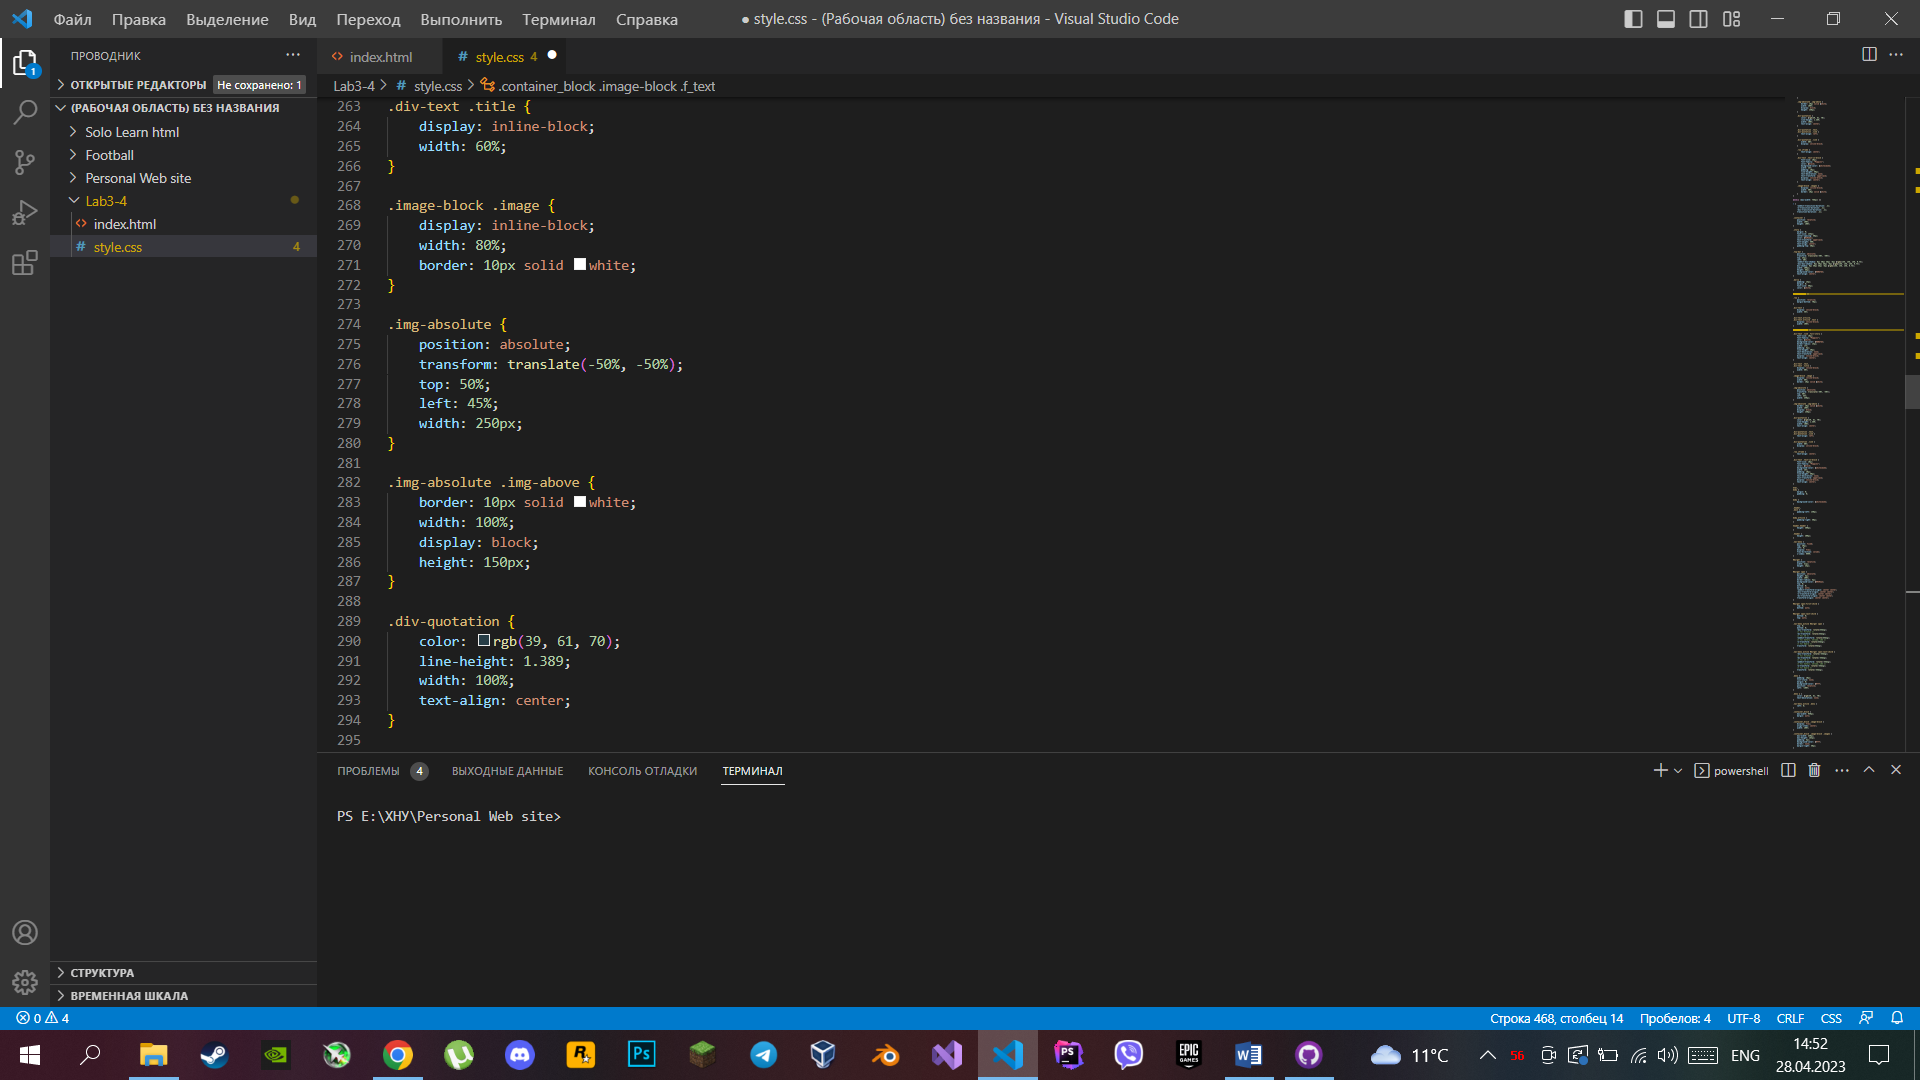 Файл Правка Выделение Вид Переход Выполнить Терминал Справка
● style.css - (Рабочая область) без названия - Visual Studio Code
ПРОВОДНИК
ОТКРЫТЫЕ РЕДАКТОРЫ Не сохранено: 1
(РАБОЧАЯ ОБЛАСТЬ) БЕЗ НАЗВАНИЯ
Solo Learn html
Football
Personal Web site
Lab3-4
index.html
style.css 4
СТРУКТУРА
ВРЕМЕННАЯ ШКАЛА
index.html # style.css 4
Lab3-4 > # style.css > .container_block .image-block .f_text
263 .div-text .title {
264 display: inline-block;
265 width: 60%;
266 }
267
268 .image-block .image {
269 display: inline-block;
270 width: 80%;
271 border: 10px solid white;
272 }
273
274 .img-absolute {
275 position: absolute;
276 transform: translate(-50%, -50%);
277 top: 50%;
278 left: 45%;
279 width: 250px;
280 }
281
282 .img-absolute .img-above {
283 border: 10px solid white;
284 width: 100%;
285 display: block;
286 height: 150px;
287 }
288
289 .div-quotation {
290 color: rgb(39, 61, 70);
291 line-height: 1.389;
292 width: 100%;
293 text-align: center;
294 }
295
ПРОБЛЕМЫ 4 ВЫХОДНЫЕ ДАННЫЕ КОНСОЛЬ ОТЛАДКИ ТЕРМИНАЛ
powershell
PS E:\ХНУ\Personal Web site>
0 4
Строка 468, столбец 14 Пробелов: 4 UTF-8 CRLF CSS
11°C
56
ENG
14:52
28.04.2023